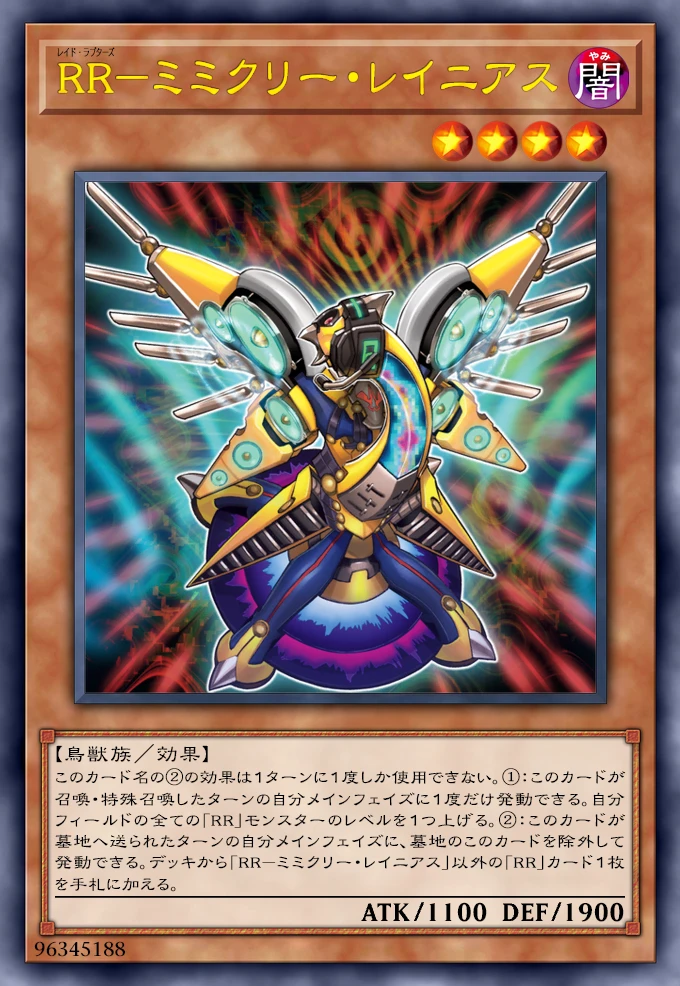 レイド・ラプターズ
RR－ミミクリー・レイニアス
やみ
闇
【鳥獣族／効果】
このカード名の②の効果は１ターンに１度しか使用できない。①：このカードが
召喚・特殊召喚したターンの自分メインフェイズに１度だけ発動できる。自分
フィールドの全ての「RR」モンスターのレベルを１つ上げる。②：このカードが
墓地へ送られたターンの自分メインフェイズに、墓地のこのカードを除外して
発動できる。デッキから「RR－ミミクリー・レイニアス」以外の「RR」カード１枚
を手札に加える。
ATK/1100 DEF/1900
96345188